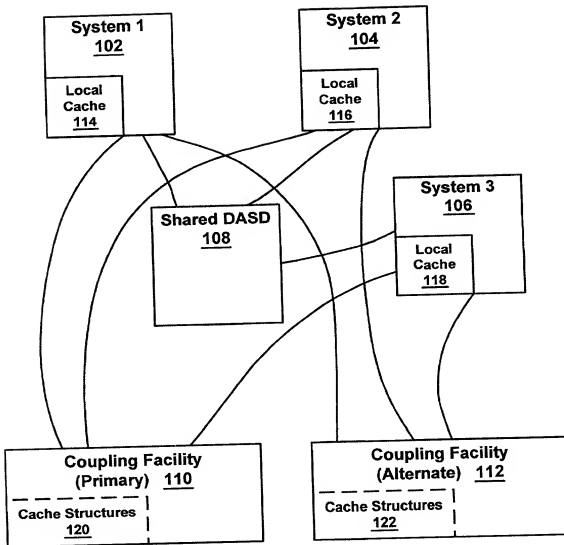 System 1
102
Local
Cache
114
System 2
104
Local
Cache
116
System 3
106
Local
Cache
118
Shared DASD
108
Coupling Facility
(Primary) 110
Cache Structures
120
Coupling Facility
(Alternate) 112
Cache Structures
122